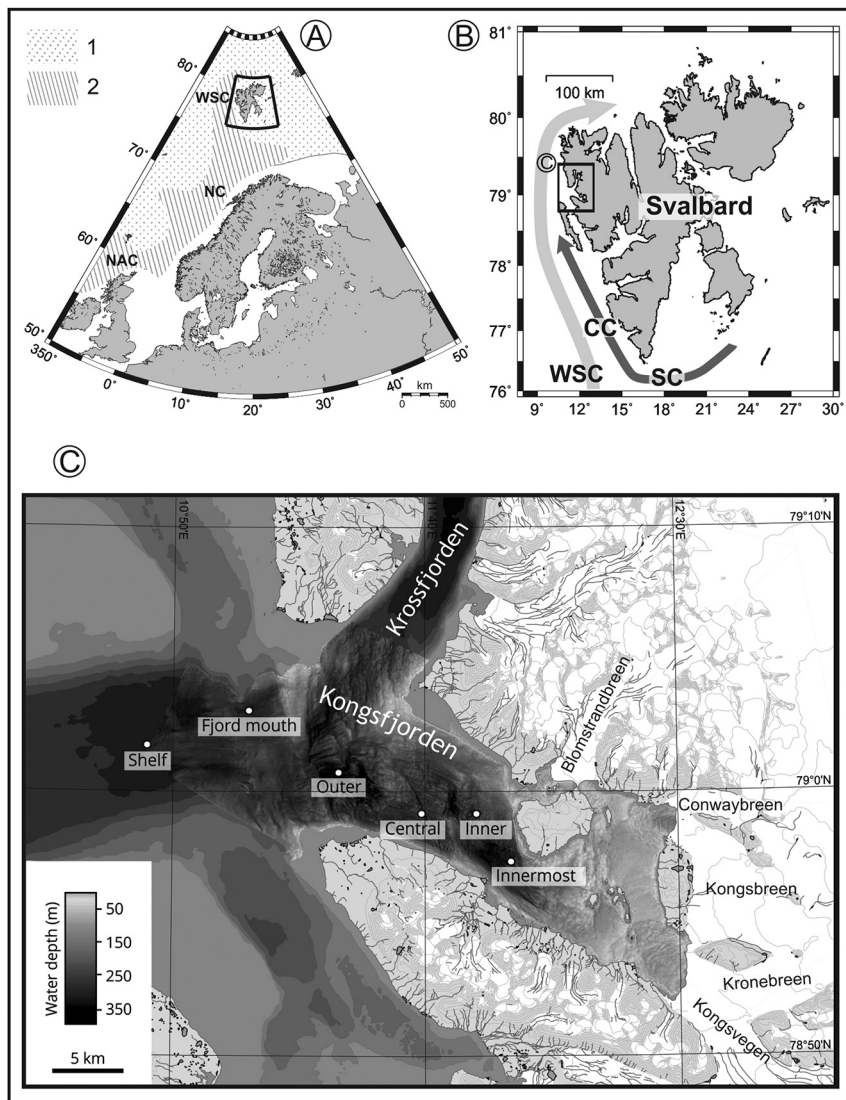 A
1
2
80°
70°
60°
50°
350°
0°
10°
20°
30°
40°
50°
WSC
NC
NAC
km
0 500
B
81°
80°
79°
78°
77°
76°
9° 12° 15° 18° 21° 24° 27° 30°
100 km
C
Svalbard
CC
WSC
SC
C
10°50'E
11°40'E
12°30'E
79°10'N
79°0'N
78°50'N
Krossfjorden
Kongsfjorden
Blomstrandbreen
Fjord mouth
Shelf
Outer
Central
Inner
Innermost
Conwaybreen
Kongsbreen
Kronebreen
Kongsvegen
Water depth (m)
50
150
250
350
5 km